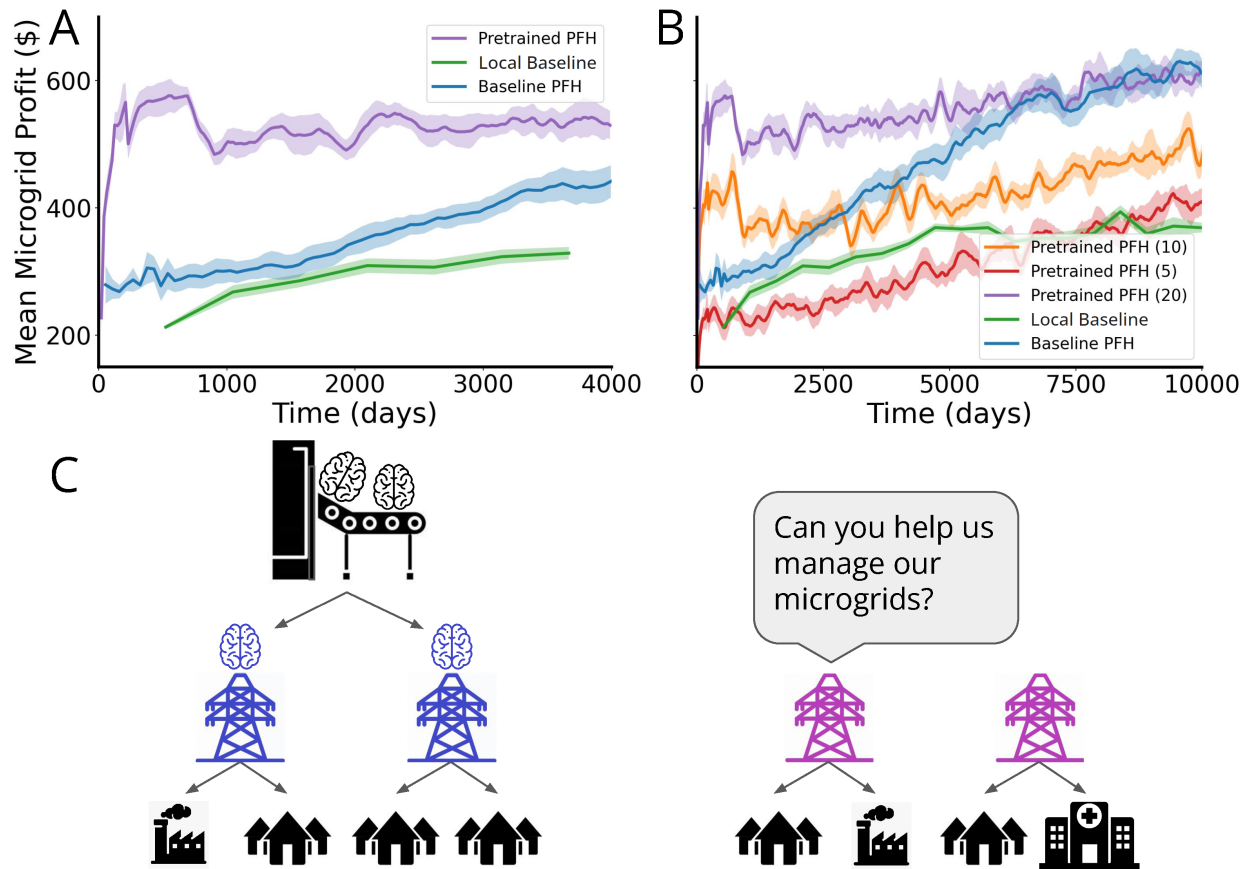 A
Mean Microgrid Profit ($)
600
400
200
Pretrained PFH
Local Baseline
Baseline PFH
0 1000 2000 3000 4000
Time (days)
B
Pretrained PFH (10)
Pretrained PFH (5)
Pretrained PFH (20)
Local Baseline
Baseline PFH
0 2500 5000 7500 10000
Time (days)
C
Can you help us
manage our
microgrids?